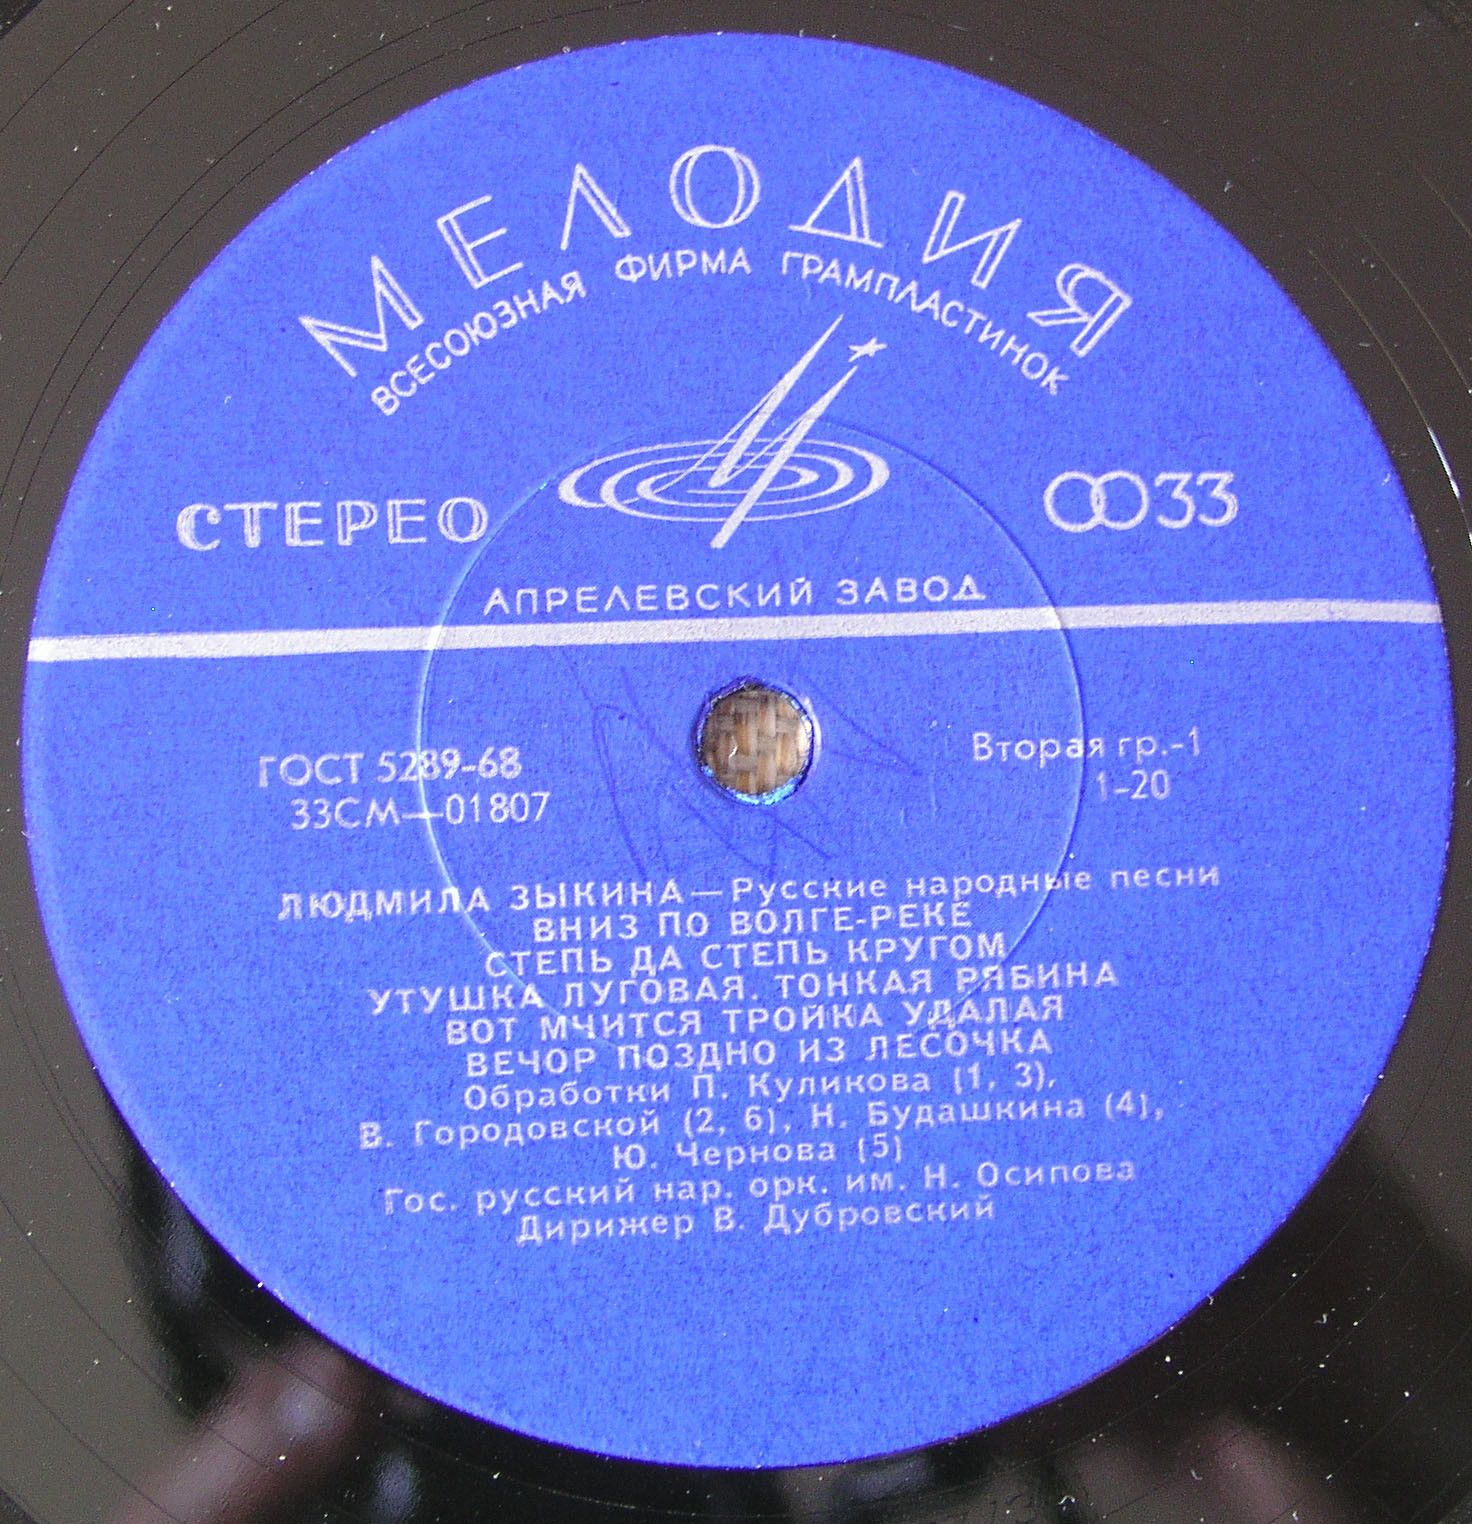 МЕЛОДИЯ
ВСЕСОЮЗНАЯ ФИРМА ГРАМПЛАСТИНОК
СТЕРЕО
33
АПРЕЛЕВСКИЙ ЗАВОД
ГОСТ 5289-68
33СМ—01807
Вторая гр.-1
1-20
ЛЮДМИЛА ЗЫКИНА—Русские народные песни
ВНИЗ ПО ВОЛГЕ-РЕКЕ
СТЕПЬ ДА СТЕПЬ КРУГОМ
УТУШКА ЛУГОВАЯ. ТОНКАЯ РЯБИНА
ВОТ МЧИТСЯ ТРОЙКА УДАЛАЯ
ВЕЧОР ПОЗДНО ИЗ ЛЕСОЧКА
Обработки П. Куликова (1, 3),
В. Городовской (2, 6), Н. Будашкина (4),
Ю. Чернова (5)
Гос. русский нар. орк. им. Н. Осипова
Дирижер В. Дубровский